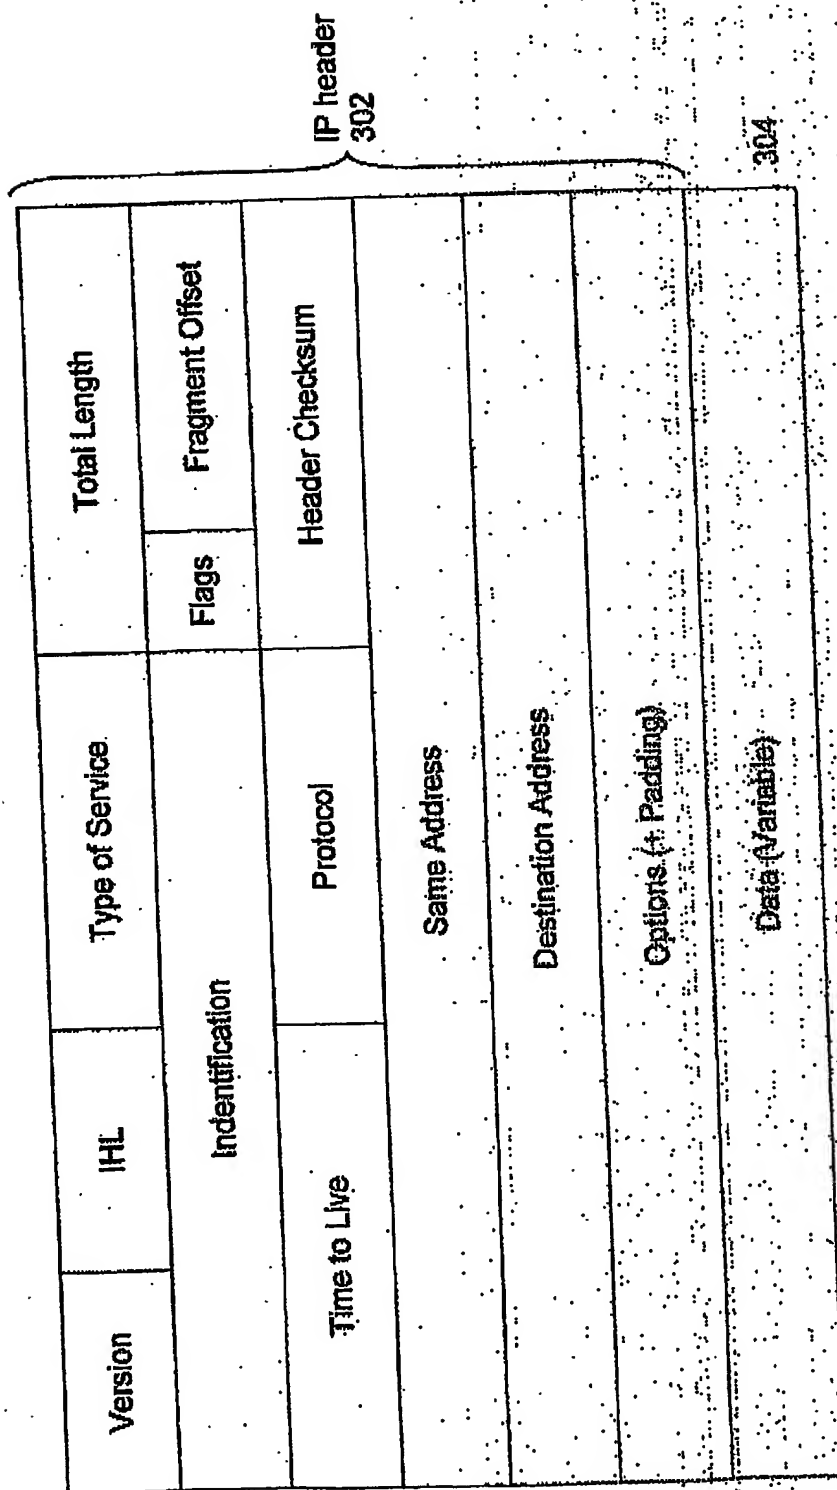 Version IHL Type of Service Total Length
Indentification Flags Fragment Offset
Time to Live Protocol Header Checksum
Same Address
Destination Address
Options (+ Padding)
Data (Variable)
IP header
302
304